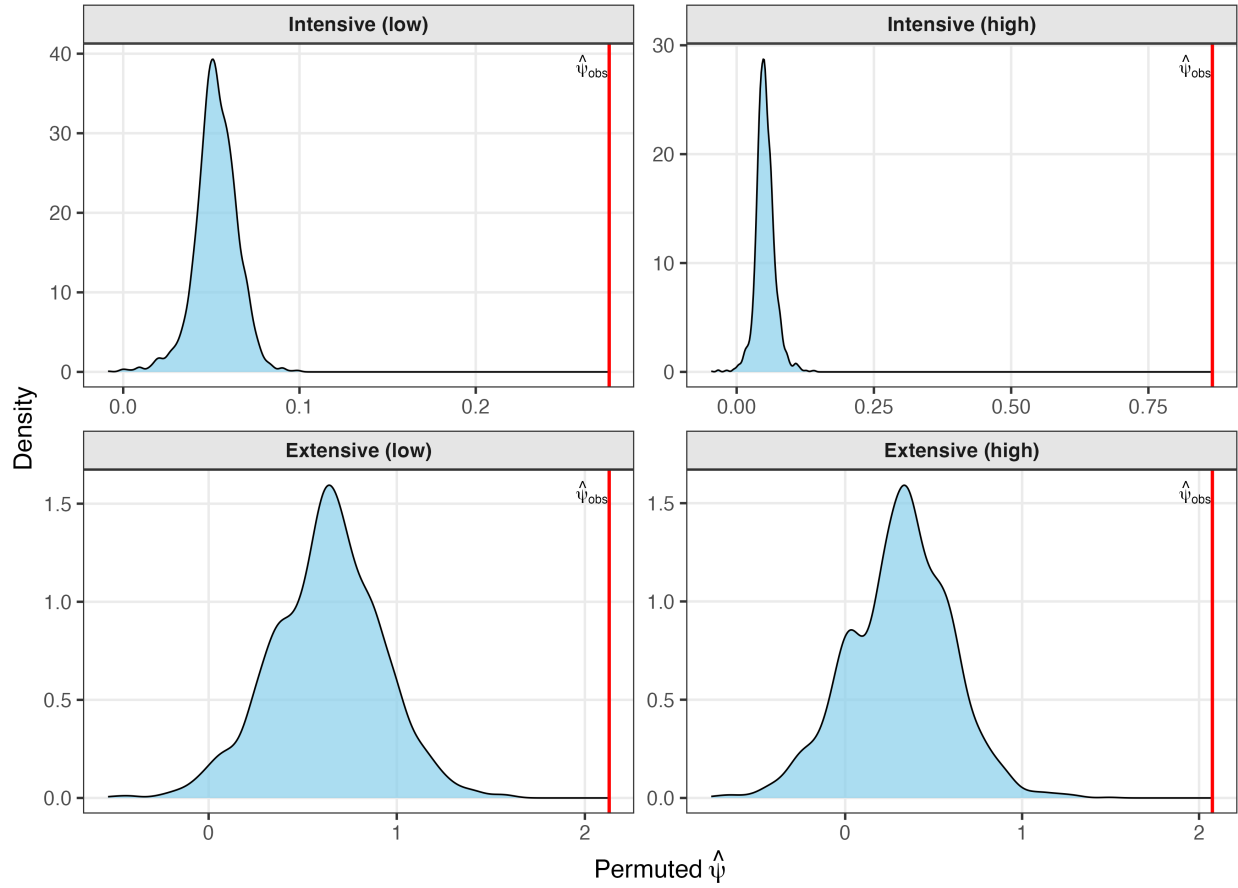 Intensive (low)
Intensive (high)
40
30
20
10
0
ψ̂obs
0.0 0.1 0.2
30
20
10
0
ψ̂obs
0.00 0.25 0.50 0.75
Density
Extensive (low)
Extensive (high)
1.5
1.0
0.5
0.0
ψ̂obs
0 1 2
1.5
1.0
0.5
0.0
ψ̂obs
0 1 2
Permuted ψ̂